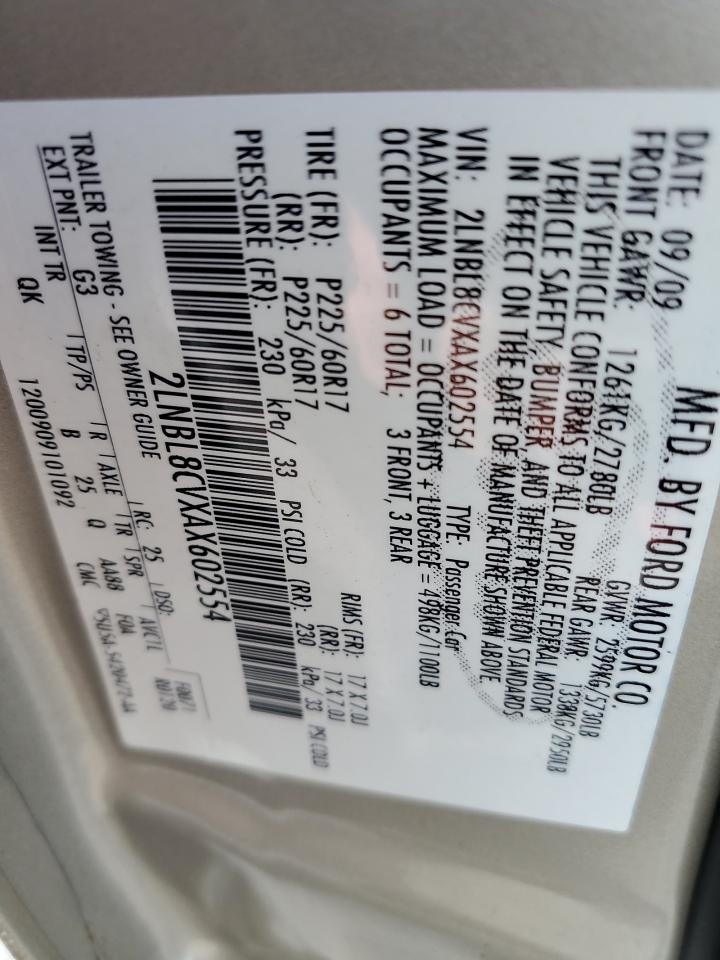 MFD. BY FORD MOTOR CO.
DATE: 09/09 GVWR: 2599KG/5730LB
FRONT GAWR: 1261KG/2780LB REAR GAWR: 1338KG/2950LB
THIS VEHICLE CONFORMS TO ALL APPLICABLE FEDERAL MOTOR
VEHICLE SAFETY, BUMPER, AND THEFT PREVENTION STANDARDS
IN EFFECT ON THE DATE OF MANUFACTURE SHOWN ABOVE.
VIN: 2LNBL8CVXAX602554 TYPE: Passenger Car
MAXIMUM LOAD = OCCUPANTS + LUGGAGE = 498KG/1100LB
OCCUPANTS = 6 TOTAL; 3 FRONT, 3 REAR
TIRE (FR): P225/60R17 RIMS (FR): 17 X 7.0J
(RR): P225/60R17 (RR): 17 X 7.0J
PRESSURE (FR): 230 kPa/ 33 PSI COLD (RR): 230 kPa/ 33 PSI COLD
2LNBL8CVXAX602554
TRAILER TOWING - SEE OWNER GUIDE
EXT PNT: G3 RC: 25 DSO:
INT TR TP/PS R AXLE TR SPR
QK B 25 Q AABB
1200909101092